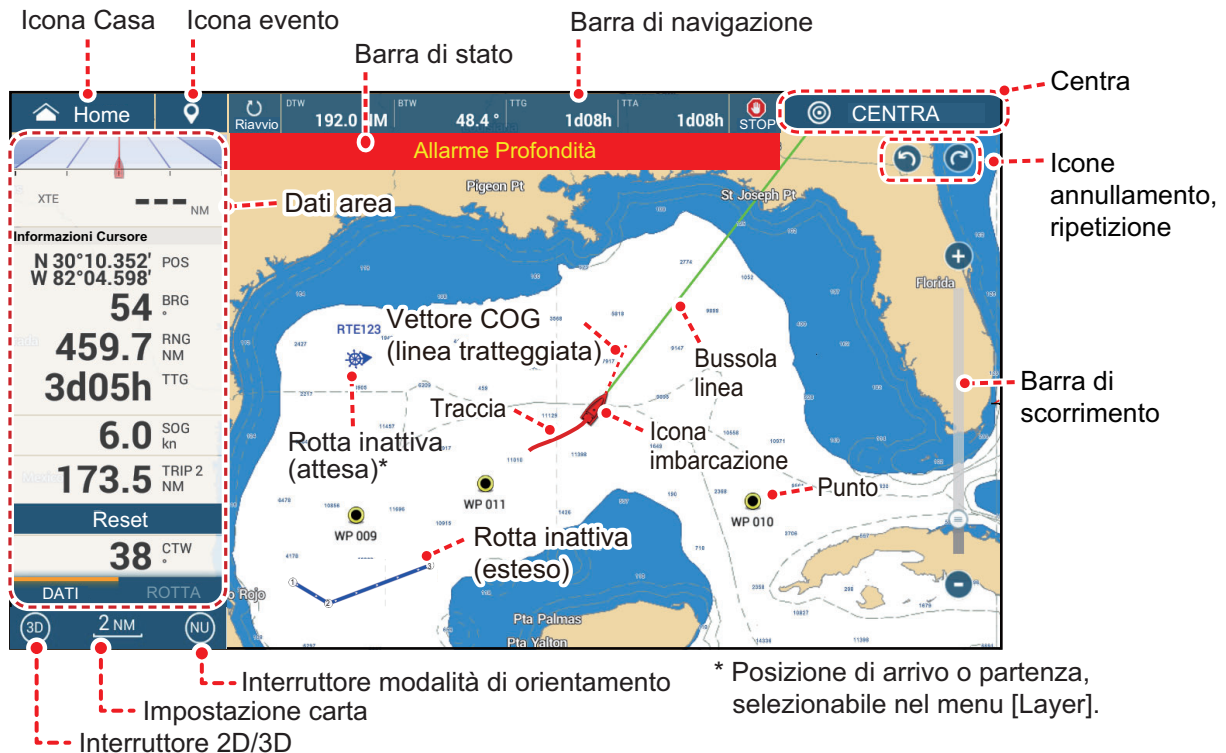 Icona Casa
Icona evento
Barra di navigazione
Barra di stato
Centra
Home
Riavvio
DTW
192.0 NM
BTW
48.4 °
TTG
1d08h
TTA
1d08h
STOP
CENTRA
Allarme Profondità
Icone
annullamento,
ripetizione
XTE
--- NM
Dati area
Pigeon Pt
St Joseph Pt
Informazioni Cursore
N 30°10.352' POS
W 82°04.598'
54 BRG °
459.7 RNG NM
3d05h TTG
6.0 SOG kn
173.5 TRIP 2 NM
Reset
38 CTW °
DATI
ROTTA
3D
2 NM
NU
Florida
RTE123
Vettore COG
(linea tratteggiata)
Bussola
linea
Barra di
scorrimento
Traccia
Icona
imbarcazione
Rotta inattiva
(attesa)*
Punto
WP 011
WP 009
WP 010
Rotta inattiva
(esteso)
1
2
3
Rojo
Pta Palmas
Pta Yalton
Interruttore modalità di orientamento
Impostazione carta
Interruttore 2D/3D
* Posizione di arrivo o partenza,
selezionabile nel menu [Layer].